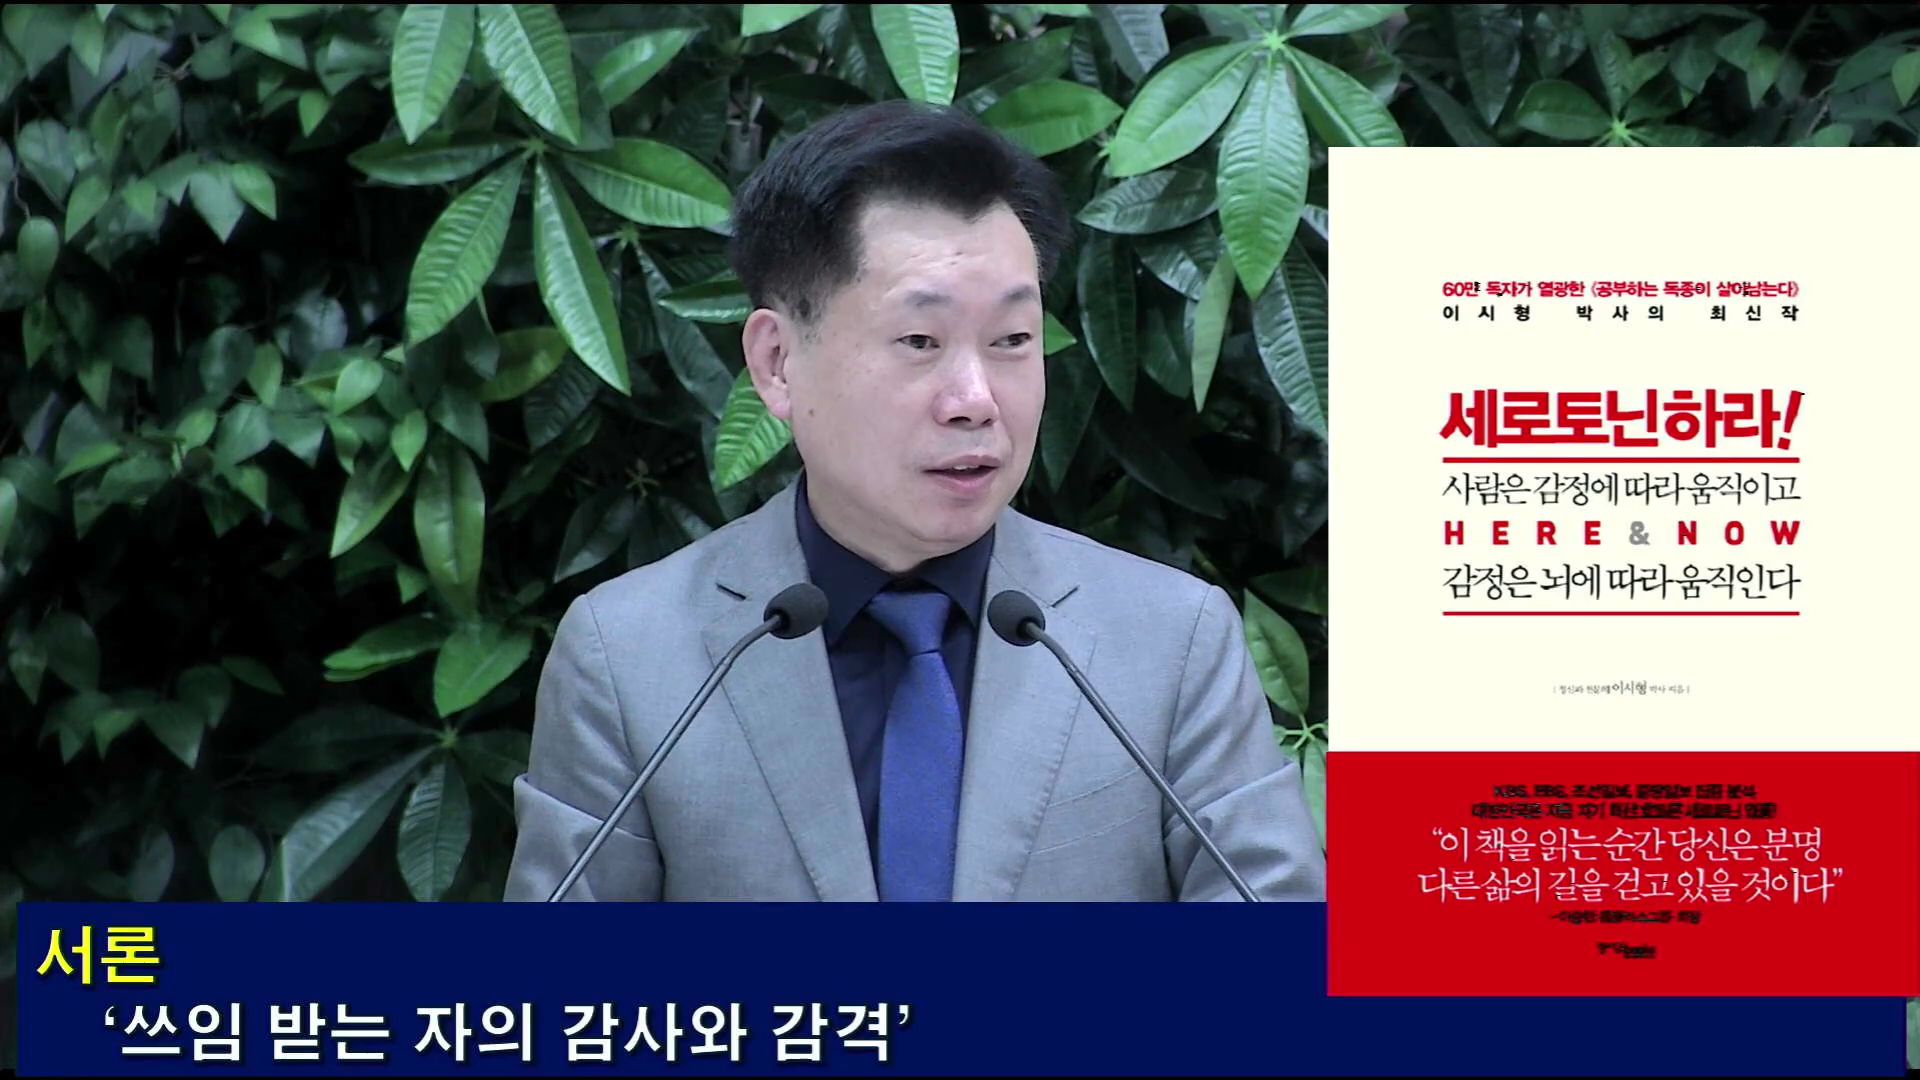 60만 독자가 열광한 《공부하는 독종이 살아남는다》
이시형 박사의 최신작
세로토닌하라!
사람은 감정에 따라 움직이고
HERE & NOW
감정은 뇌에 따라 움직인다
이시형 박사 지음
“이 책을 읽는 순간 당신은 분명
다른 삶의 길을 걷고 있을 것이다”
서론
‘쓰임 받는 자의 감사와 감격’